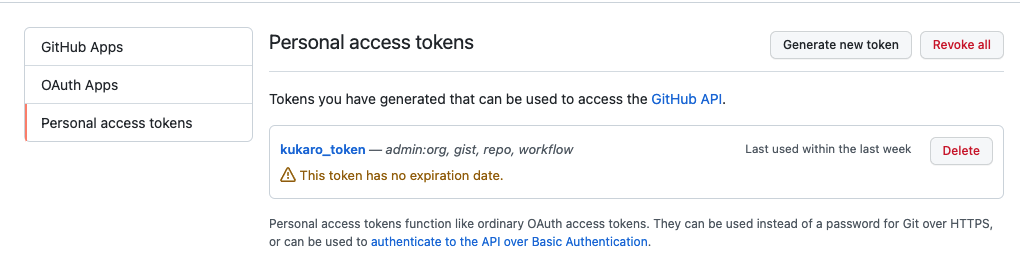 GitHub Apps
OAuth Apps
Personal access tokens
Personal access tokens
Generate new token
Revoke all
Tokens you have generated that can be used to access the GitHub API.
kukaro_token — admin:org, gist, repo, workflow
Last used within the last week
Delete
This token has no expiration date.
Personal access tokens function like ordinary OAuth access tokens. They can be used instead of a password for Git over HTTPS,
or can be used to authenticate to the API over Basic Authentication.